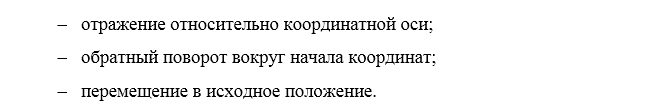 – отражение относительно координатной оси;
– обратный поворот вокруг начала координат;
– перемещение в исходное положение.